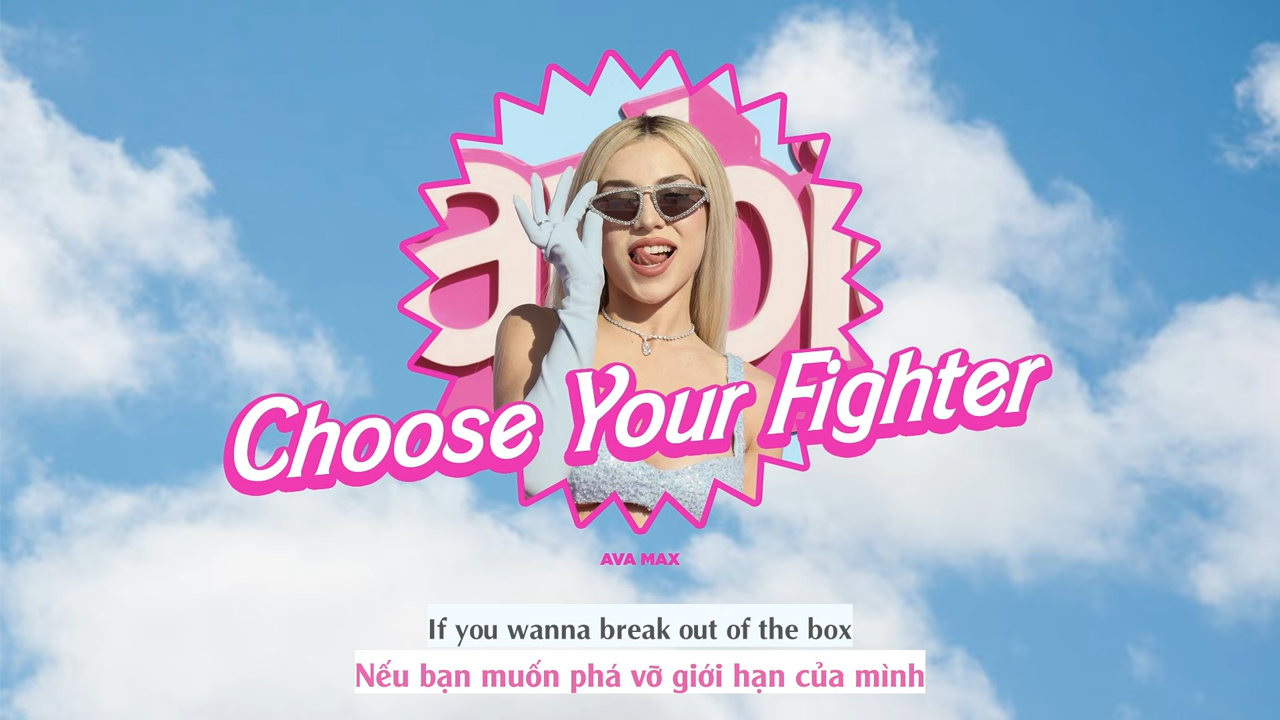 Choose Your Fighter
AVA MAX
If you wanna break out of the box
Nếu bạn muốn phá vỡ giới hạn của mình